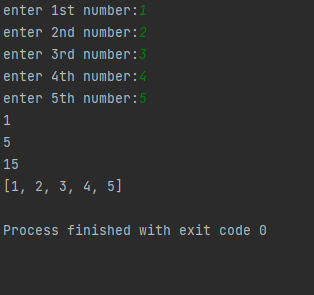 enter 1st number:1
enter 2nd number:2
enter 3rd number:3
enter 4th number:4
enter 5th number:5
1
5
15
[1, 2, 3, 4, 5]
Process finished with exit code 0